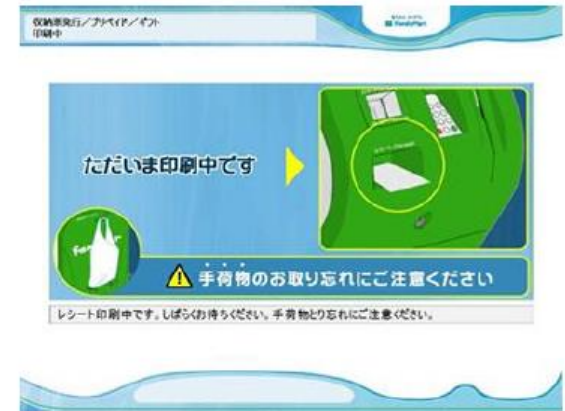 収納票発行/プリペイド/ギフト
印刷中
FamilyMart
ただいま印刷中です
手荷物のお取り忘れにご注意ください
レシート印刷中です。しばらくお待ちください。手荷物とり忘れにご注意ください。